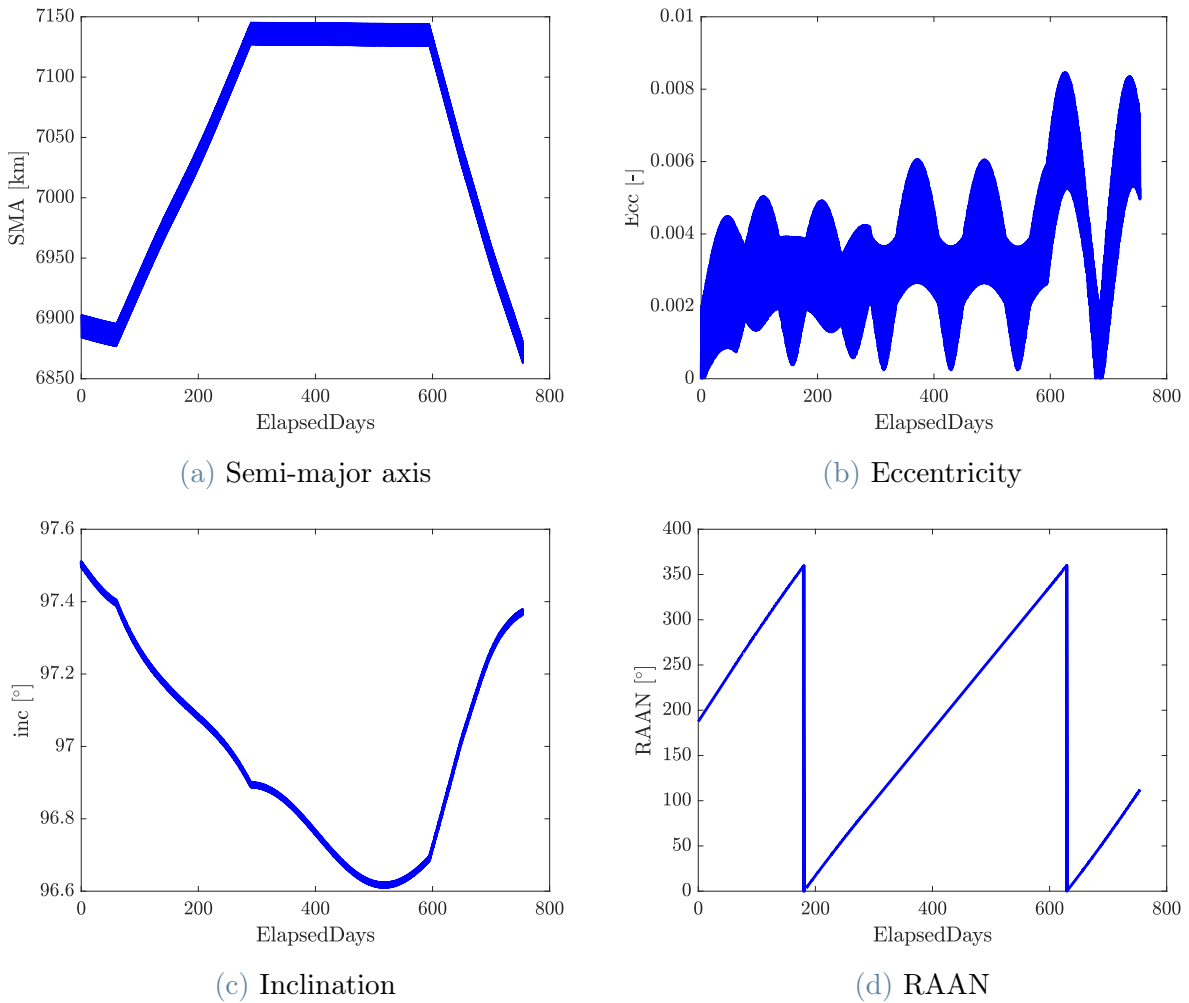 7150
7100
7050
7000
6950
6900
6850
SMA [km]
0 200 400 600 800
ElapsedDays
(a) Semi-major axis
0.01
0.008
0.006
0.004
0.002
0
Ecc [-]
0 200 400 600 800
ElapsedDays
(b) Eccentricity
97.6
97.4
97.2
97
96.8
96.6
inc [°]
0 200 400 600 800
ElapsedDays
(c) Inclination
400
350
300
250
200
150
100
50
0
RAAN [°]
0 200 400 600 800
ElapsedDays
(d) RAAN